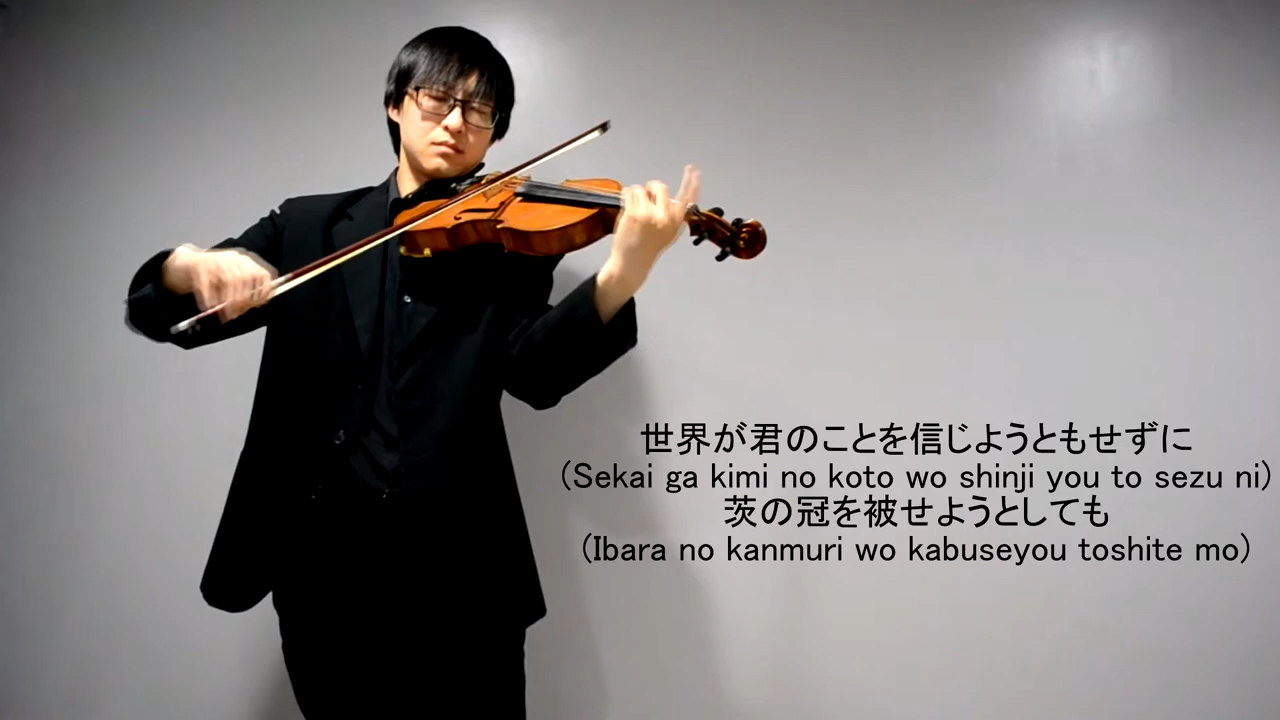 世界が君のことを信じようともせずに
(Sekai ga kimi no koto wo shinji you to sezu ni)
茨の冠を被せようとしても
(Ibara no kanmuri wo kabuseyou toshite mo)